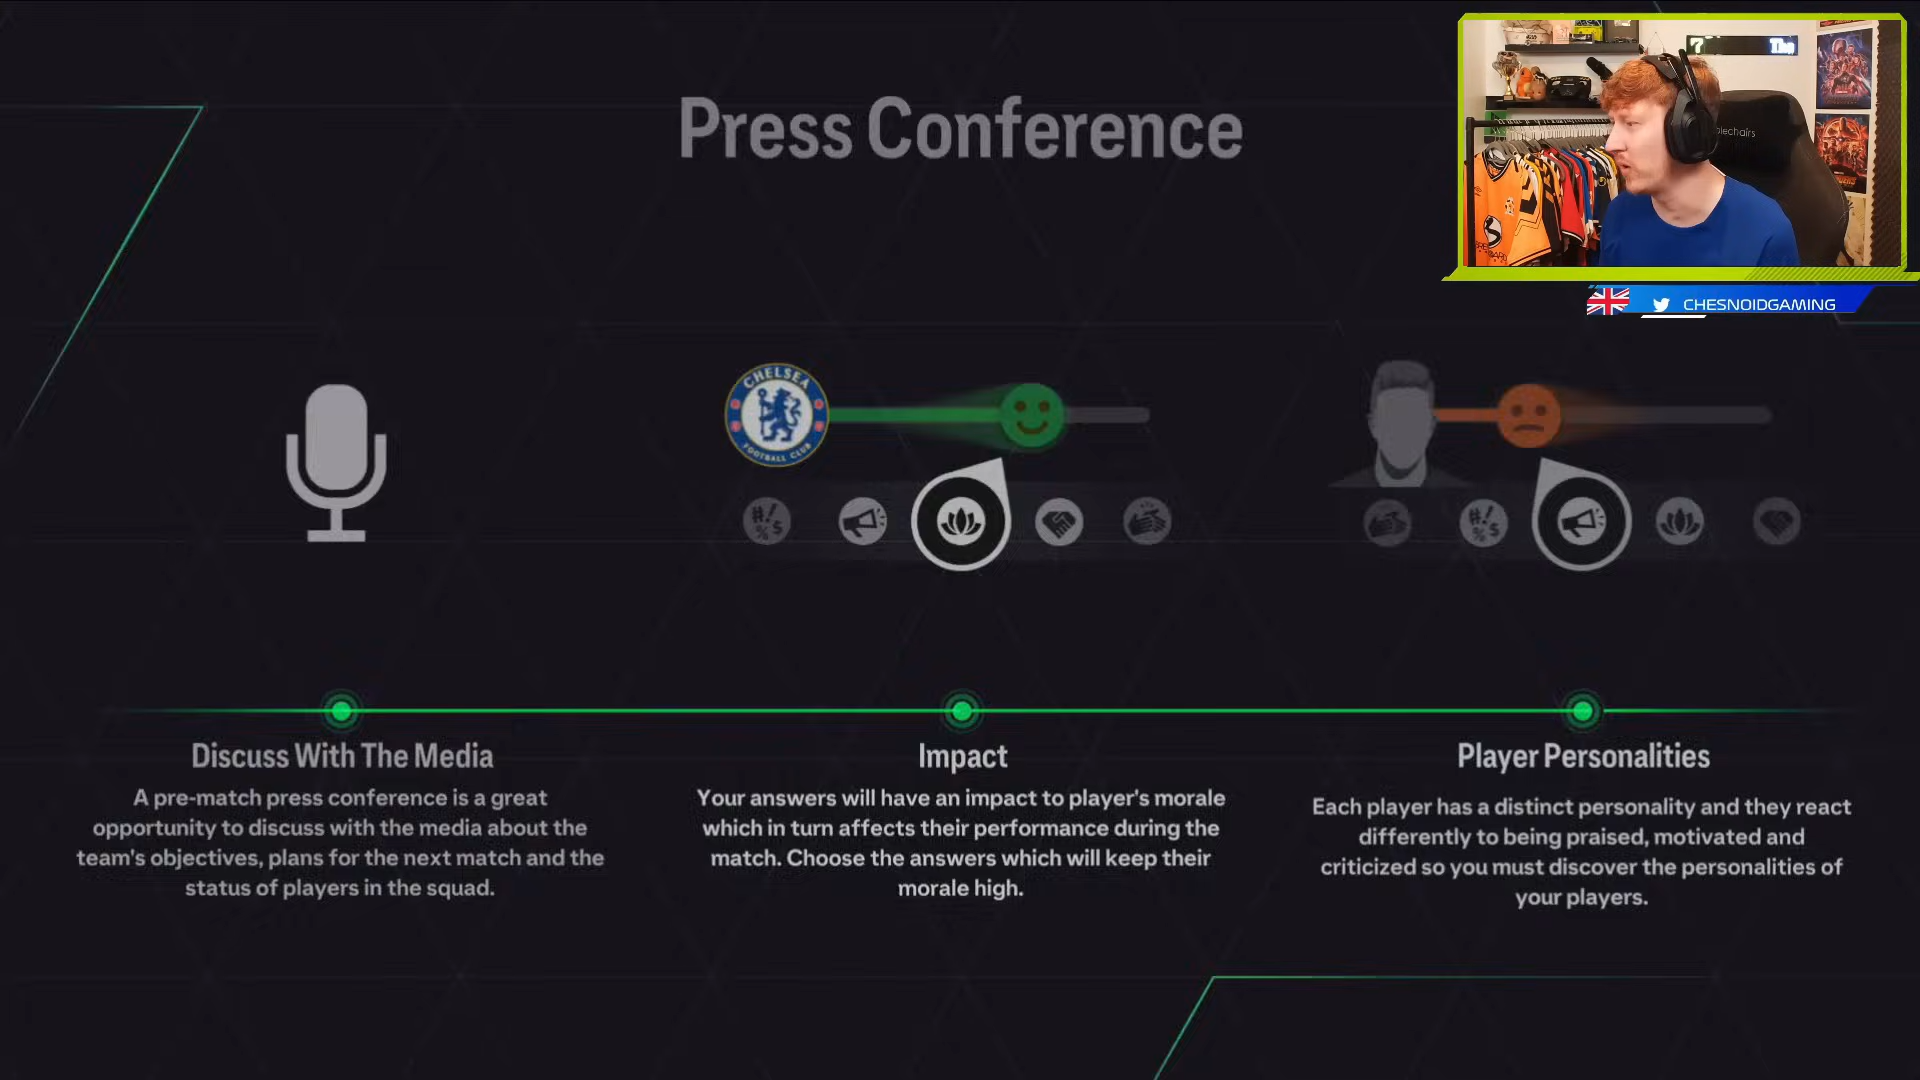 Press Conference
? The
blechairs
CHESNOIDGAMING
CHELSEA
FOOTBALL CLUB
#!
%$
#!
%$
Discuss With The Media
A pre-match press conference is a great
opportunity to discuss with the media about the
team's objectives, plans for the next match and the
status of players in the squad.
Impact
Your answers will have an impact to player's morale
which in turn affects their performance during the
match. Choose the answers which will keep their
morale high.
Player Personalities
Each player has a distinct personality and they react
differently to being praised, motivated and
criticized so you must discover the personalities of
your players.